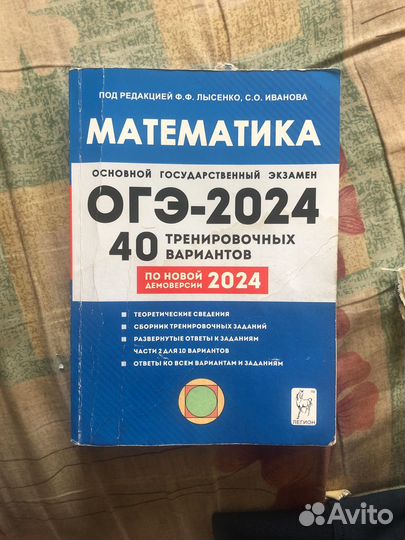 ПОД РЕДАКЦИЕЙ Ф.Ф. ЛЫСЕНКО, С.О. ИВАНОВА
МАТЕМАТИКА
ОСНОВНОЙ ГОСУДАРСТВЕННЫЙ ЭКЗАМЕН
ОГЭ-2024
40 ТРЕНИРОВОЧНЫХ
ВАРИАНТОВ
ПО НОВОЙ
ДЕМОВЕРСИИ 2024
ТЕОРЕТИЧЕСКИЕ СВЕДЕНИЯ
СБОРНИК ТРЕНИРОВОЧНЫХ ЗАДАНИЙ
РАЗВЕРНУТЫЕ ОТВЕТЫ К ЗАДАНИЯМ
ЧАСТИ 2 ДЛЯ 10 ВАРИАНТОВ
ОТВЕТЫ КО ВСЕМ ВАРИАНТАМ И ЗАДАНИЯМ
ЛЕГИОН
Avito